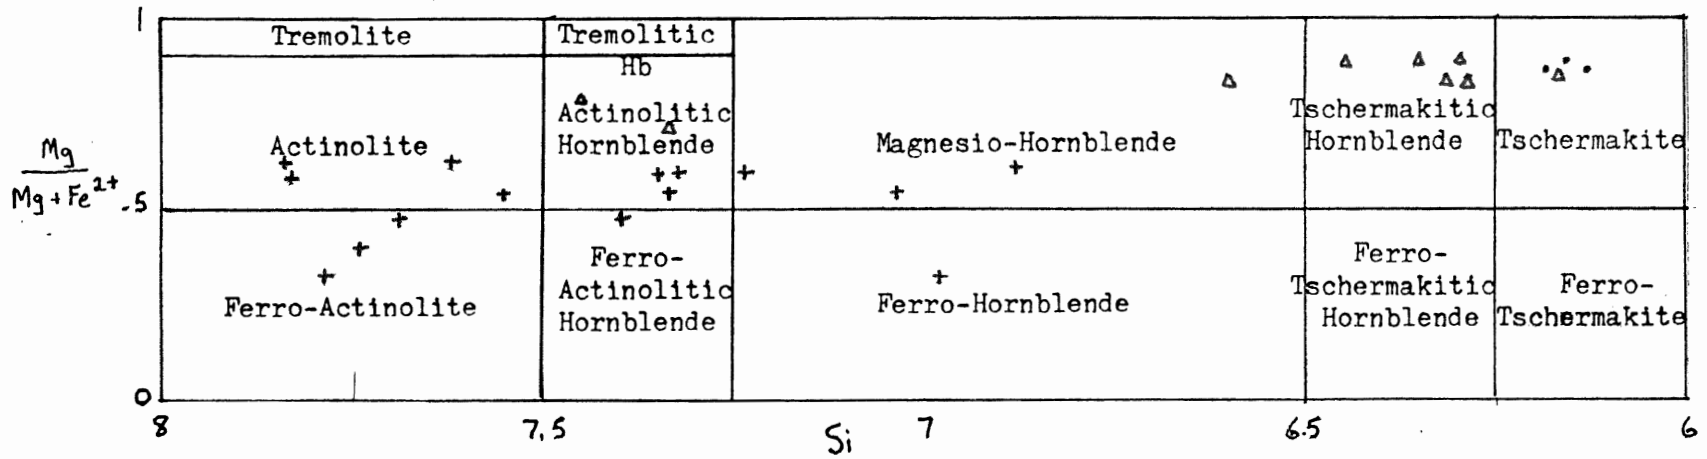 1
Tremolite
Tremolitic
Hb
Actinolitic
Hornblende
Actinolite
Magnesio-Hornblende
Tschermakitic
Hornblende
Tschermakite
Mg
Mg+Fe2+
.5
Ferro-
Actinolitic
Hornblende
Ferro-Actinolite
Ferro-Hornblende
Ferro-
Tschermakitic
Hornblende
Ferro-
Tschermakite
0
8
7,5
Si
7
6.5
6